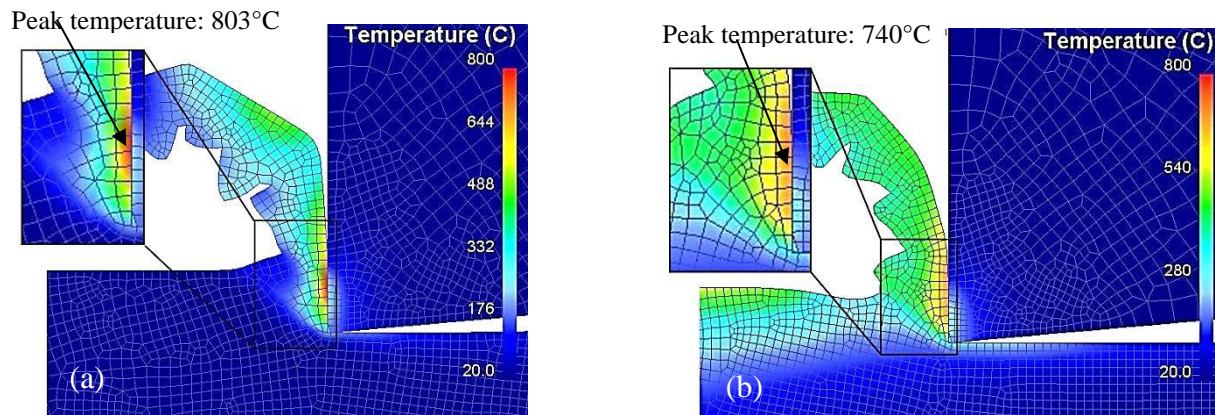 Peak temperature: 803°C
Temperature (C)
800
644
488
332
176
20.0
(a)
Peak temperature: 740°C
Temperature (C)
800
540
280
20.0
(b)